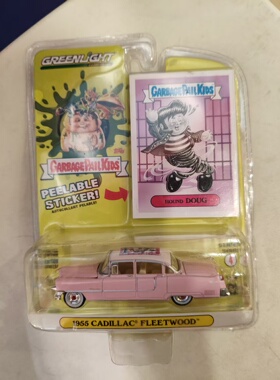 GREENLIGHT
GARBAGE PAIL KIDS
PEELABLE
STICKER!
GARBAGE PAIL KIDS
DOUG
1955 CADILLAC FLEETWOOD